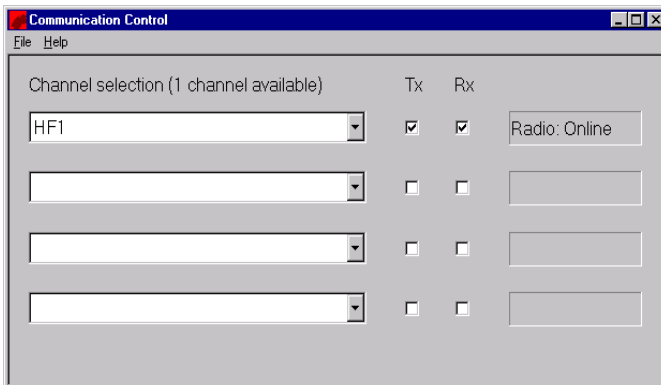 Communication Control
File Help
Channel selection (1 channel available) Tx Rx
HF1 Radio: Online